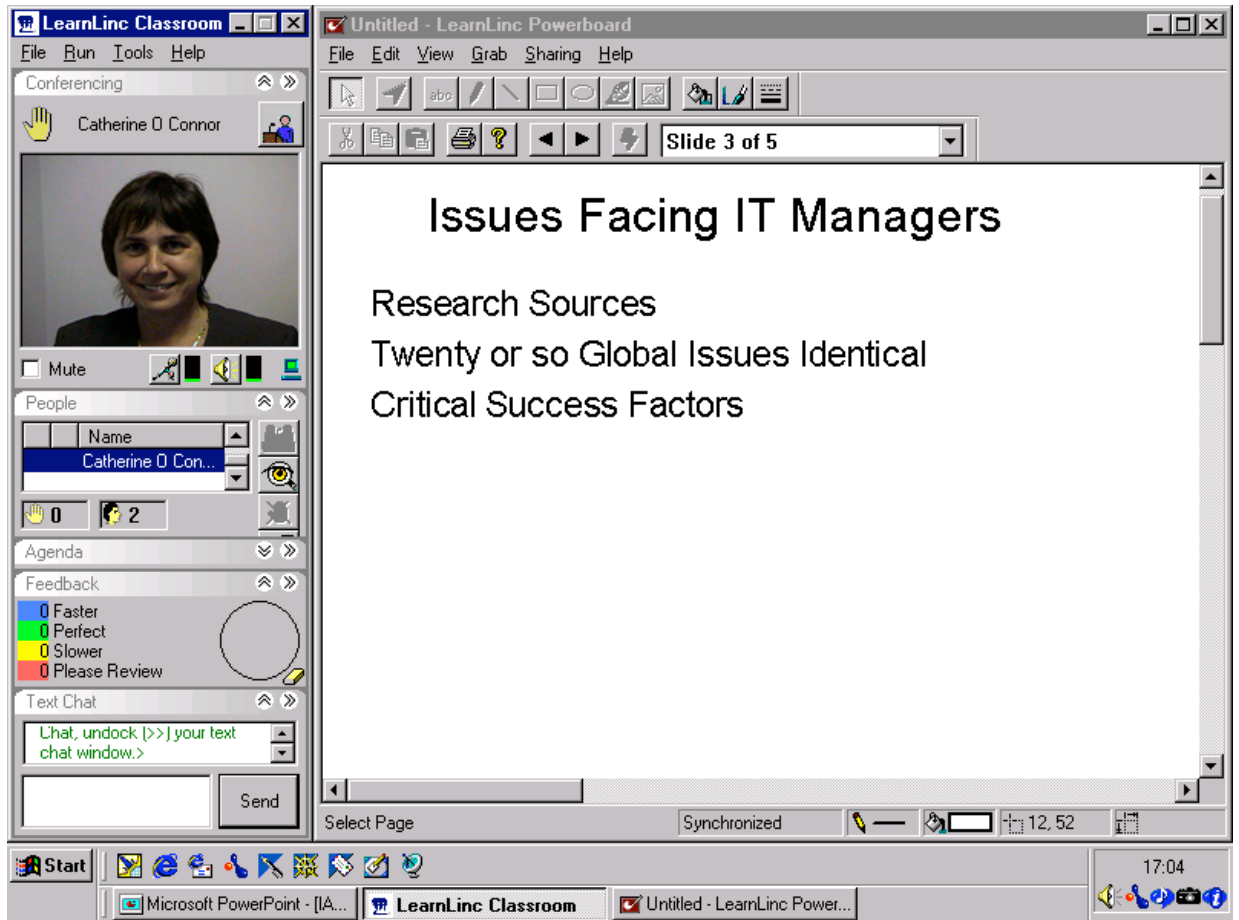 LearnLinc Classroom
File Run Tools Help
Conferencing
Catherine O Connor
Mute
People
Name
Catherine O Con...
0 2
Agenda
Feedback
0 Faster
0 Perfect
0 Slower
0 Please Review
Text Chat
Chat, undock (>>) your text
chat window.>
Send
Untitled - LearnLinc Powerboard
File Edit View Grab Sharing Help
abc
Slide 3 of 5
Issues Facing IT Managers
Research Sources
Twenty or so Global Issues Identical
Critical Success Factors
Select Page Synchronized 12, 52
Start 17:04
Microsoft PowerPoint - [IA... LearnLinc Classroom Untitled - LearnLinc Power...